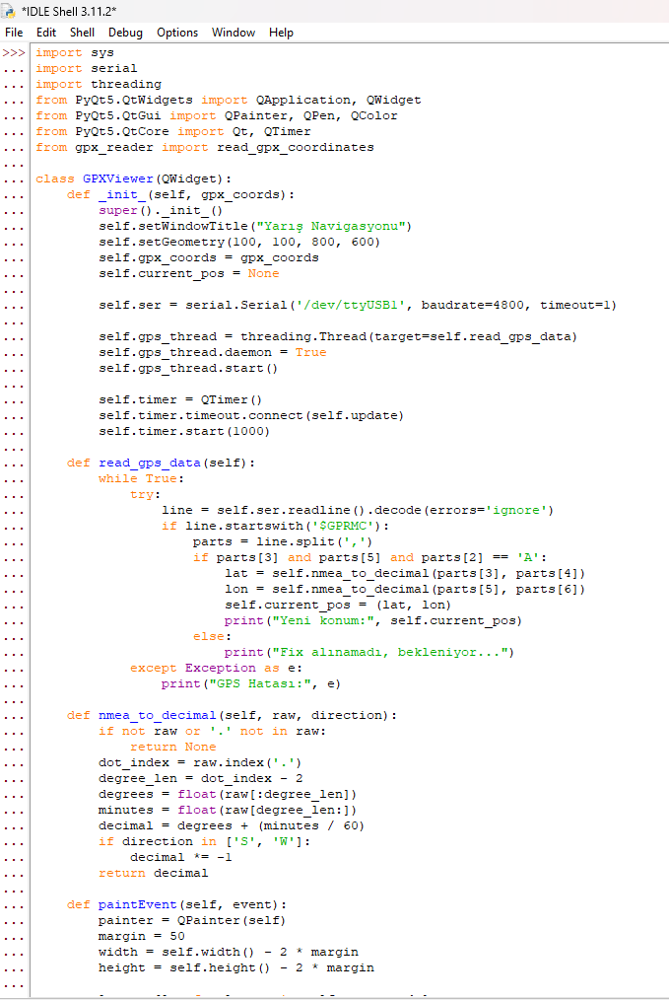 *IDLE Shell 3.11.2*
File Edit Shell Debug Options Window Help
>>> import sys
... import serial
... import threading
... from PyQt5.QtWidgets import QApplication, QWidget
... from PyQt5.QtGui import QPainter, QPen, QColor
... from PyQt5.QtCore import Qt, QTimer
... from gpx_reader import read_gpx_coordinates
...
... class GPXViewer(QWidget):
...     def _init_(self, gpx_coords):
...         super()._init_()
...         self.setWindowTitle("Yarış Navigasyonu")
...         self.setGeometry(100, 100, 800, 600)
...         self.gpx_coords = gpx_coords
...         self.current_pos = None
...
...         self.ser = serial.Serial('/dev/ttyUSB1', baudrate=4800, timeout=1)
...
...         self.gps_thread = threading.Thread(target=self.read_gps_data)
...         self.gps_thread.daemon = True
...         self.gps_thread.start()
...
...         self.timer = QTimer()
...         self.timer.timeout.connect(self.update)
...         self.timer.start(1000)
...
...     def read_gps_data(self):
...         while True:
...             try:
...                 line = self.ser.readline().decode(errors='ignore')
...                 if line.startswith('$GPRMC'):
...                     parts = line.split(',')
...                     if parts[3] and parts[5] and parts[2] == 'A':
...                         lat = self.nmea_to_decimal(parts[3], parts[4])
...                         lon = self.nmea_to_decimal(parts[5], parts[6])
...                         self.current_pos = (lat, lon)
...                         print("Yeni konum:", self.current_pos)
...                     else:
...                         print("Fix alınamadı, bekleniyor...")
...             except Exception as e:
...                 print("GPS Hatası:", e)
...
...     def nmea_to_decimal(self, raw, direction):
...         if not raw or '.' not in raw:
...             return None
...         dot_index = raw.index('.')
...         degree_len = dot_index - 2
...         degrees = float(raw[:degree_len])
...         minutes = float(raw[degree_len:])
...         decimal = degrees + (minutes / 60)
...         if direction in ['S', 'W']:
...             decimal *= -1
...         return decimal
...
...     def paintEvent(self, event):
...         painter = QPainter(self)
...         margin = 50
...         width = self.width() - 2 * margin
...         height = self.height() - 2 * margin
...